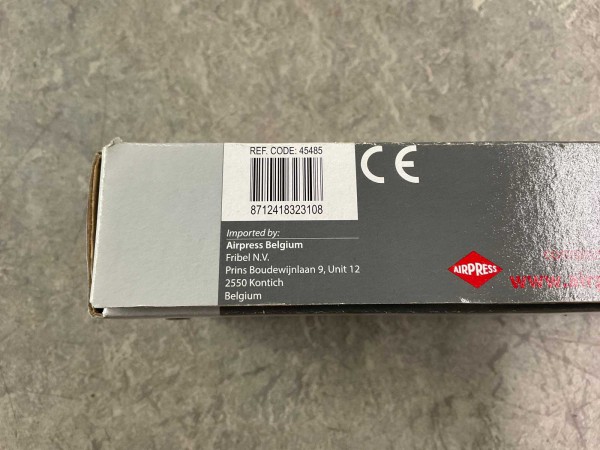 REF. CODE: 45485
8712418323108
CE
Imported by:
Airpress Belgium
Fribel N.V.
Prins Boudewijnlaan 9, Unit 12
2550 Kontich
Belgium
AIRPRESS